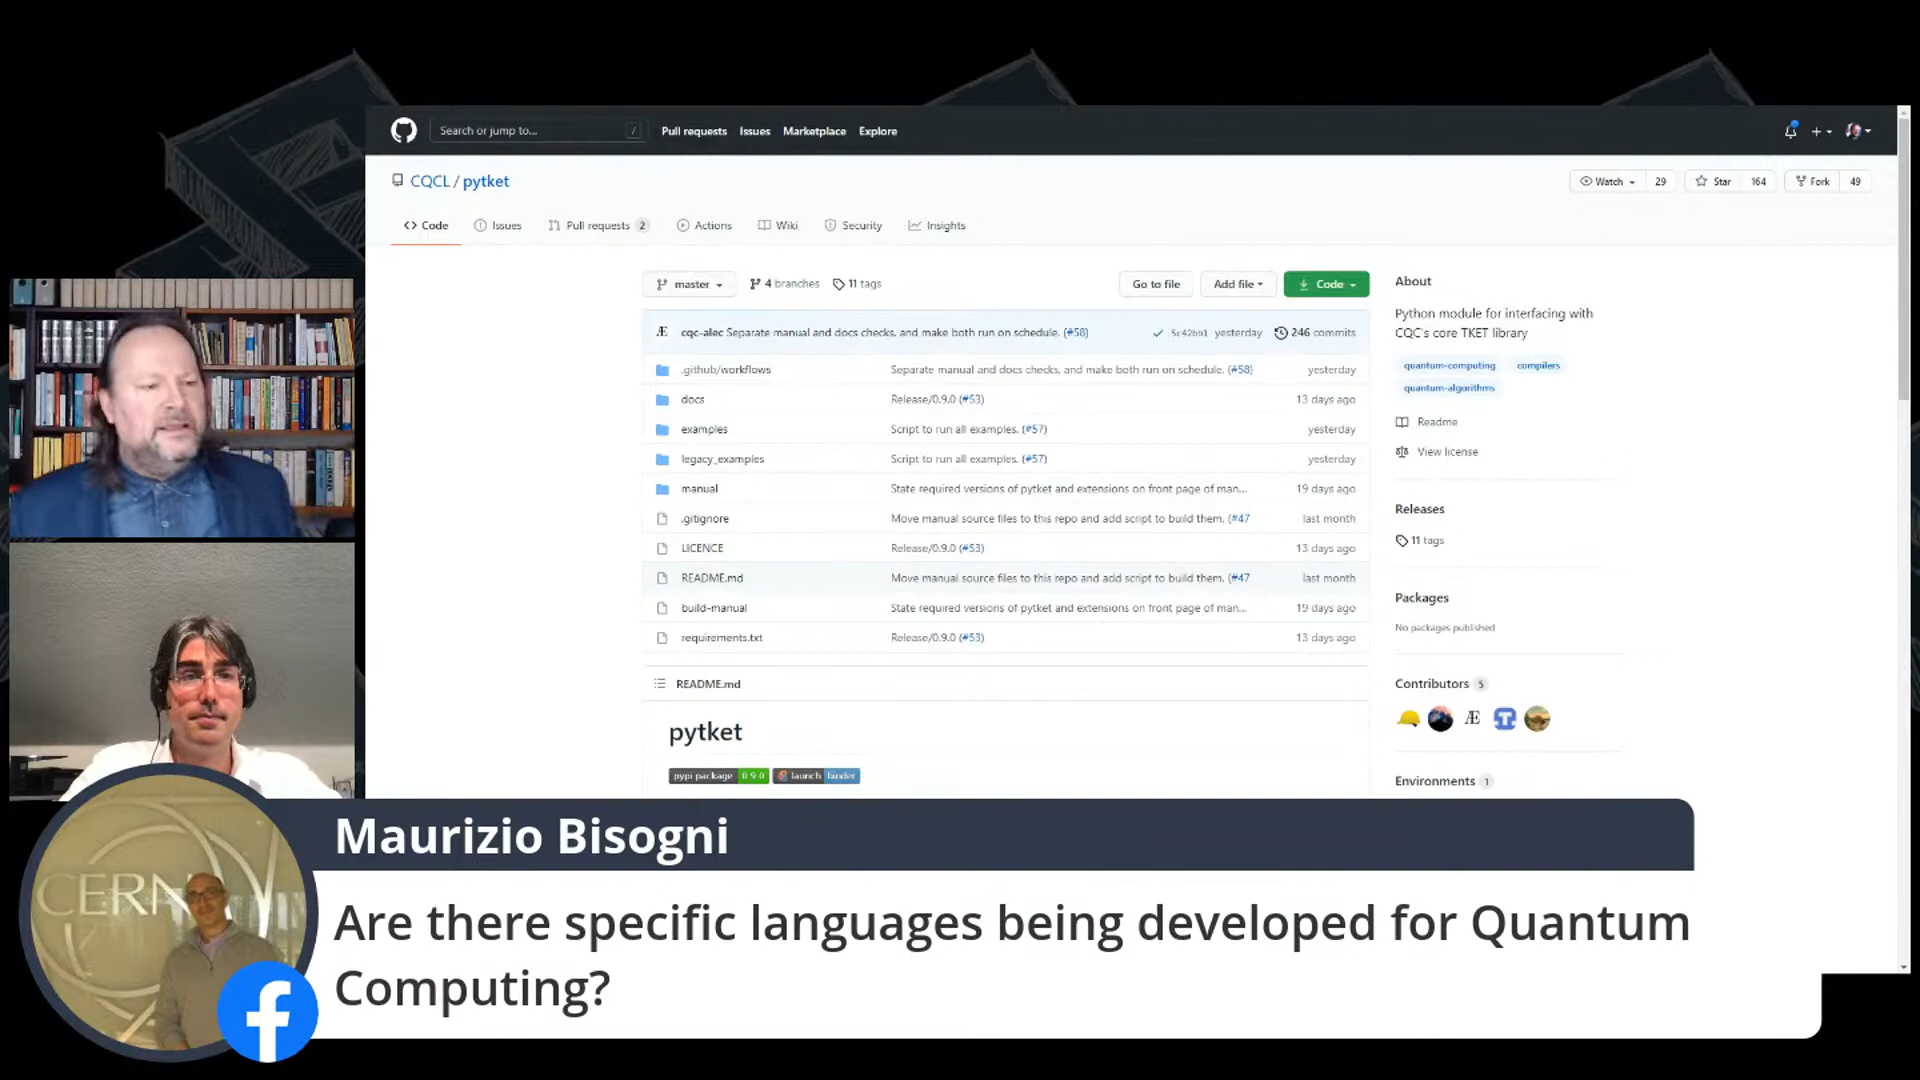 Search or jump to... /
Pull requests Issues Marketplace Explore
CQCL / pytket
Watch 29 Star 164 Fork 49
Code Issues Pull requests 2 Actions Wiki Security Insights
master 4 branches 11 tags Go to file Add file Code
cqc-alec Separate manual and docs checks, and make both run on schedule. (#58) 5c42bb1 yesterday 246 commits
.github/workflows Separate manual and docs checks, and make both run on schedule. (#58) yesterday
docs Release/0.9.0 (#53) 13 days ago
examples Script to run all examples. (#57) yesterday
legacy_examples Script to run all examples. (#57) yesterday
manual State required versions of pytket and extensions on front page of man... 19 days ago
.gitignore Move manual source files to this repo and add script to build them. (#47 last month
LICENCE Release/0.9.0 (#53) 13 days ago
README.md Move manual source files to this repo and add script to build them. (#47 last month
build-manual State required versions of pytket and extensions on front page of man... 19 days ago
requirements.txt Release/0.9.0 (#53) 13 days ago
README.md
pytket
pypi package 0.9.0 launch binder
About
Python module for interfacing with
CQC's core TKET library
quantum-computing compilers
quantum-algorithms
Readme
View license
Releases
11 tags
Packages
No packages published
Contributors 5
Æ T
Environments 1
CERN
Maurizio Bisogni
Are there specific languages being developed for Quantum
Computing?